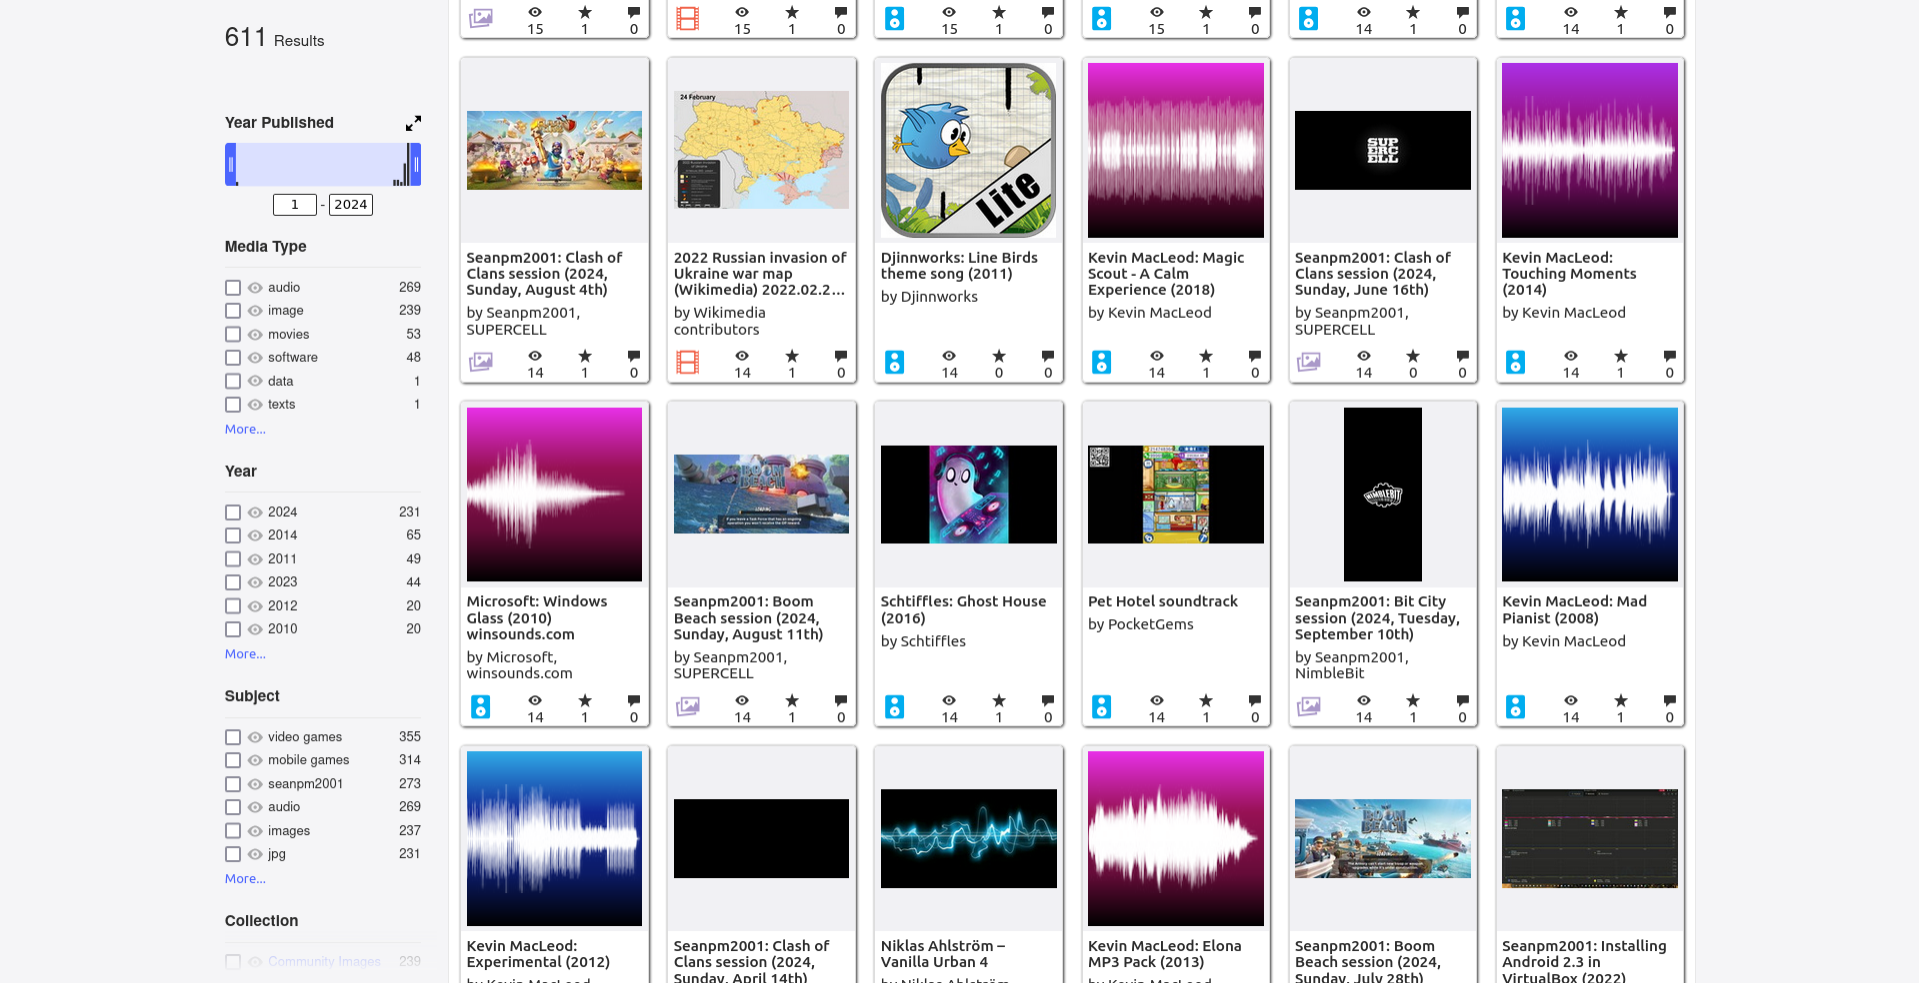 611 Results
Year Published
1 - 2024
Media Type
audio 269
image 239
movies 53
software 48
data 1
texts 1
More...
Year
2024 231
2014 65
2011 49
2023 44
2012 20
2010 20
More...
Subject
video games 355
mobile games 314
seanpm2001 273
audio 269
images 237
jpg 231
More...
Collection
Community Images 239
15 1 0
15 1 0
15 1 0
15 1 0
14 1 0
14 1 0
Seanpm2001: Clash of
Clans session (2024,
Sunday, August 4th)
by Seanpm2001,
SUPERCELL
14 1 0
24 February
2022 Russian invasion of
Ukraine war map
(Wikimedia) 2022.02.2...
by Wikimedia
contributors
14 1 0
Lite
Djinnworks: Line Birds
theme song (2011)
by Djinnworks
14 0 0
Kevin MacLeod: Magic
Scout - A Calm
Experience (2018)
by Kevin MacLeod
14 1 0
SUP
ERC
ELL
Seanpm2001: Clash of
Clans session (2024,
Sunday, June 16th)
by Seanpm2001,
SUPERCELL
14 0 0
Kevin MacLeod:
Touching Moments
(2014)
by Kevin MacLeod
14 1 0
Microsoft: Windows
Glass (2010)
winsounds.com
by Microsoft,
winsounds.com
14 1 0
BOOM
BEACH
Seanpm2001: Boom
Beach session (2024,
Sunday, August 11th)
by Seanpm2001,
SUPERCELL
14 1 0
Schtiffles: Ghost House
(2016)
by Schtiffles
14 1 0
Pet Hotel soundtrack
by PocketGems
14 1 0
NIMBLEBIT
Seanpm2001: Bit City
session (2024, Tuesday,
September 10th)
by Seanpm2001,
NimbleBit
14 1 0
Kevin MacLeod: Mad
Pianist (2008)
by Kevin MacLeod
14 1 0
Kevin MacLeod:
Experimental (2012)
by Kevin MacLeod
Seanpm2001: Clash of
Clans session (2024,
Sunday, April 14th)
Niklas Ahlström –
Vanilla Urban 4
by Niklas Ahlström
Kevin MacLeod: Elona
MP3 Pack (2013)
by Kevin MacLeod
BOOM
BEACH
Seanpm2001: Boom
Beach session (2024,
Sunday, July 28th)
Seanpm2001: Installing
Android 2.3 in
VirtualBox (2022)